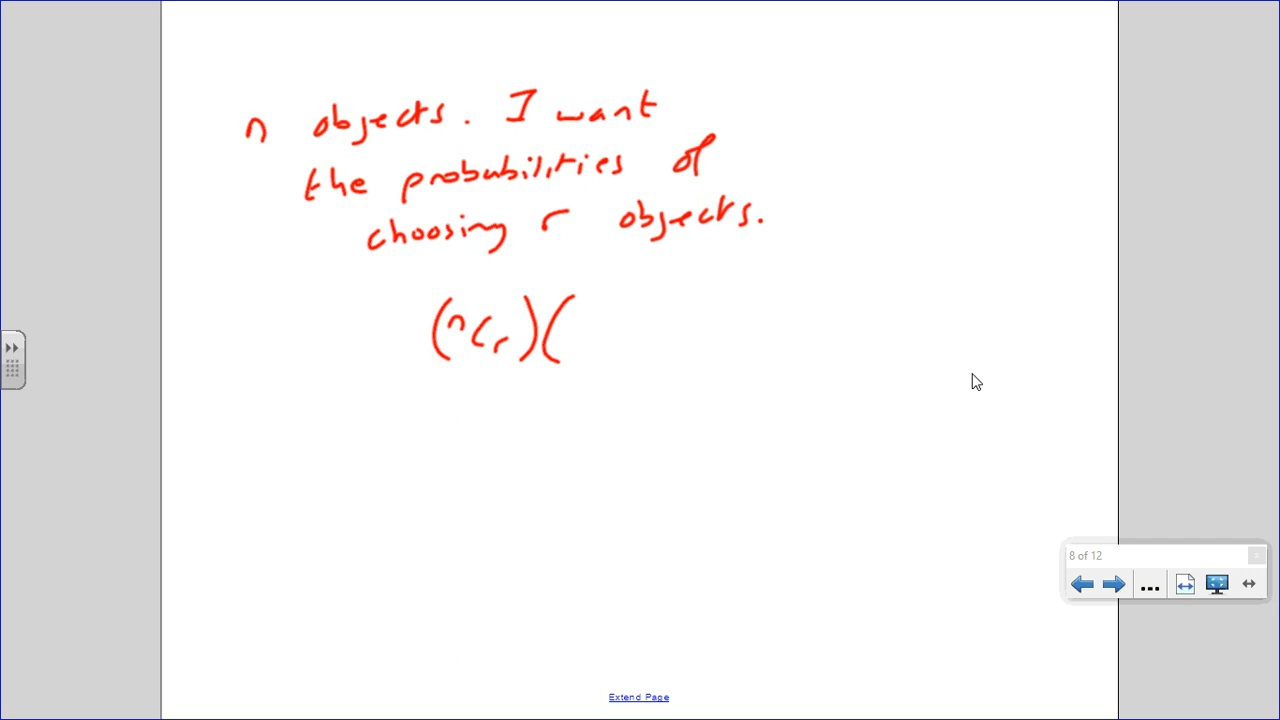 n objects. I want
the probabilities of
choosing r objects.
(ⁿCᵣ)(
8 of 12
Extend Page